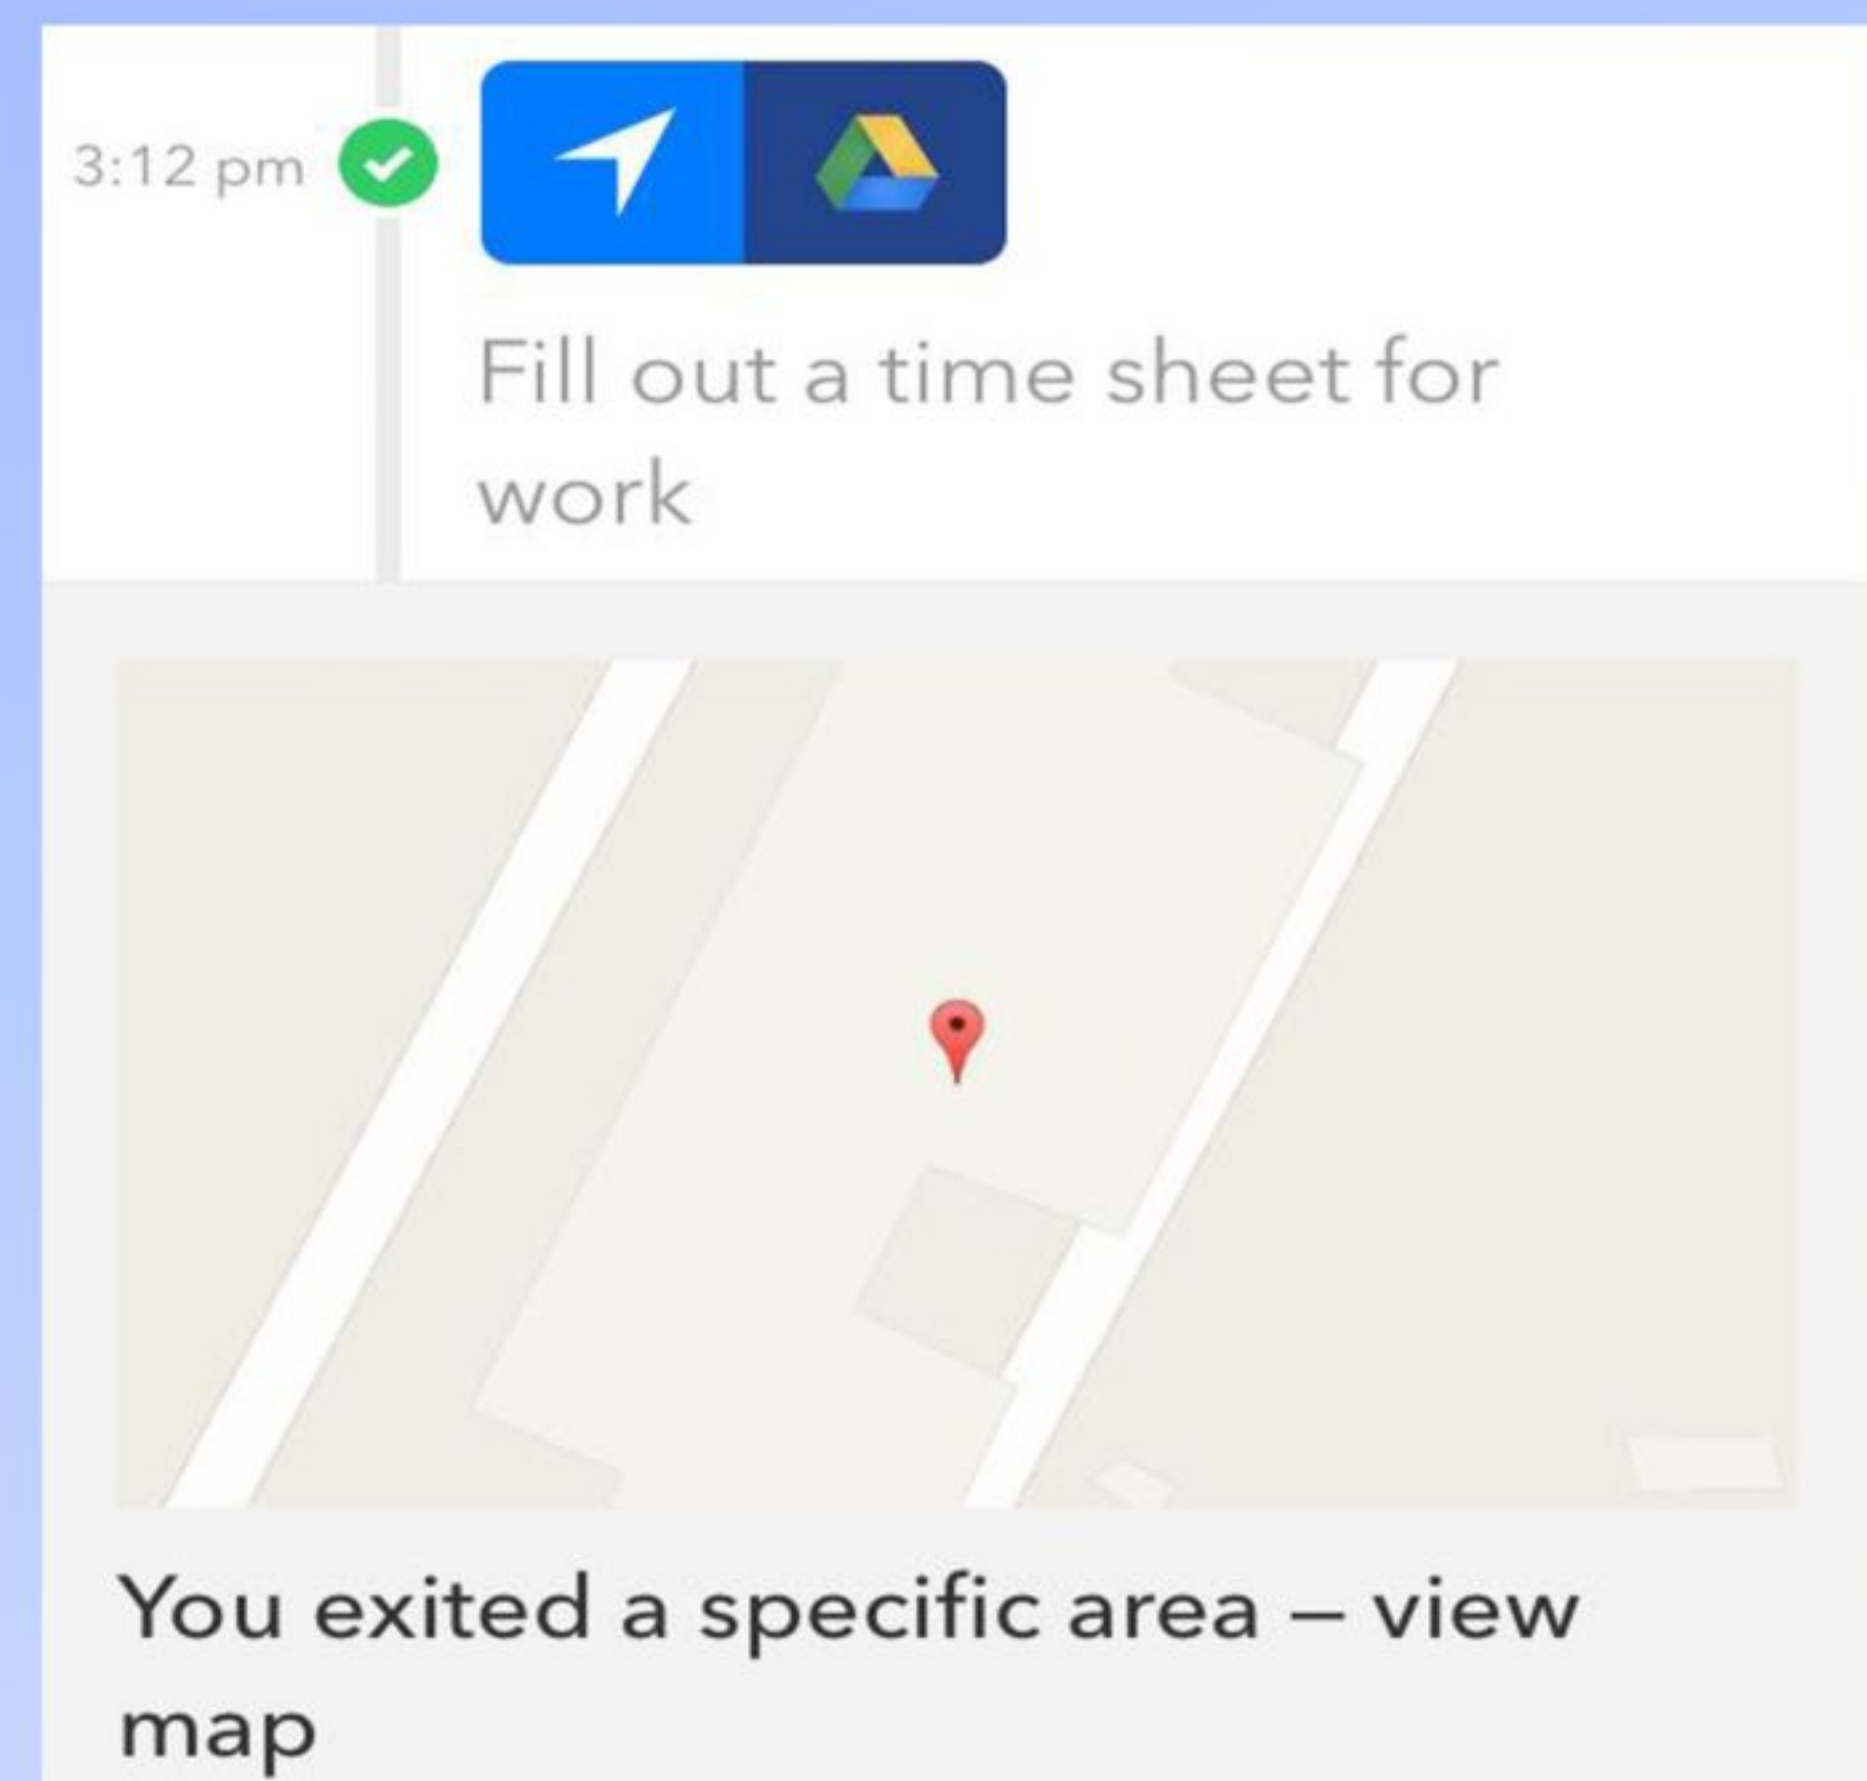 3:12 pm
Fill out a time sheet for
work
You exited a specific area – view
map